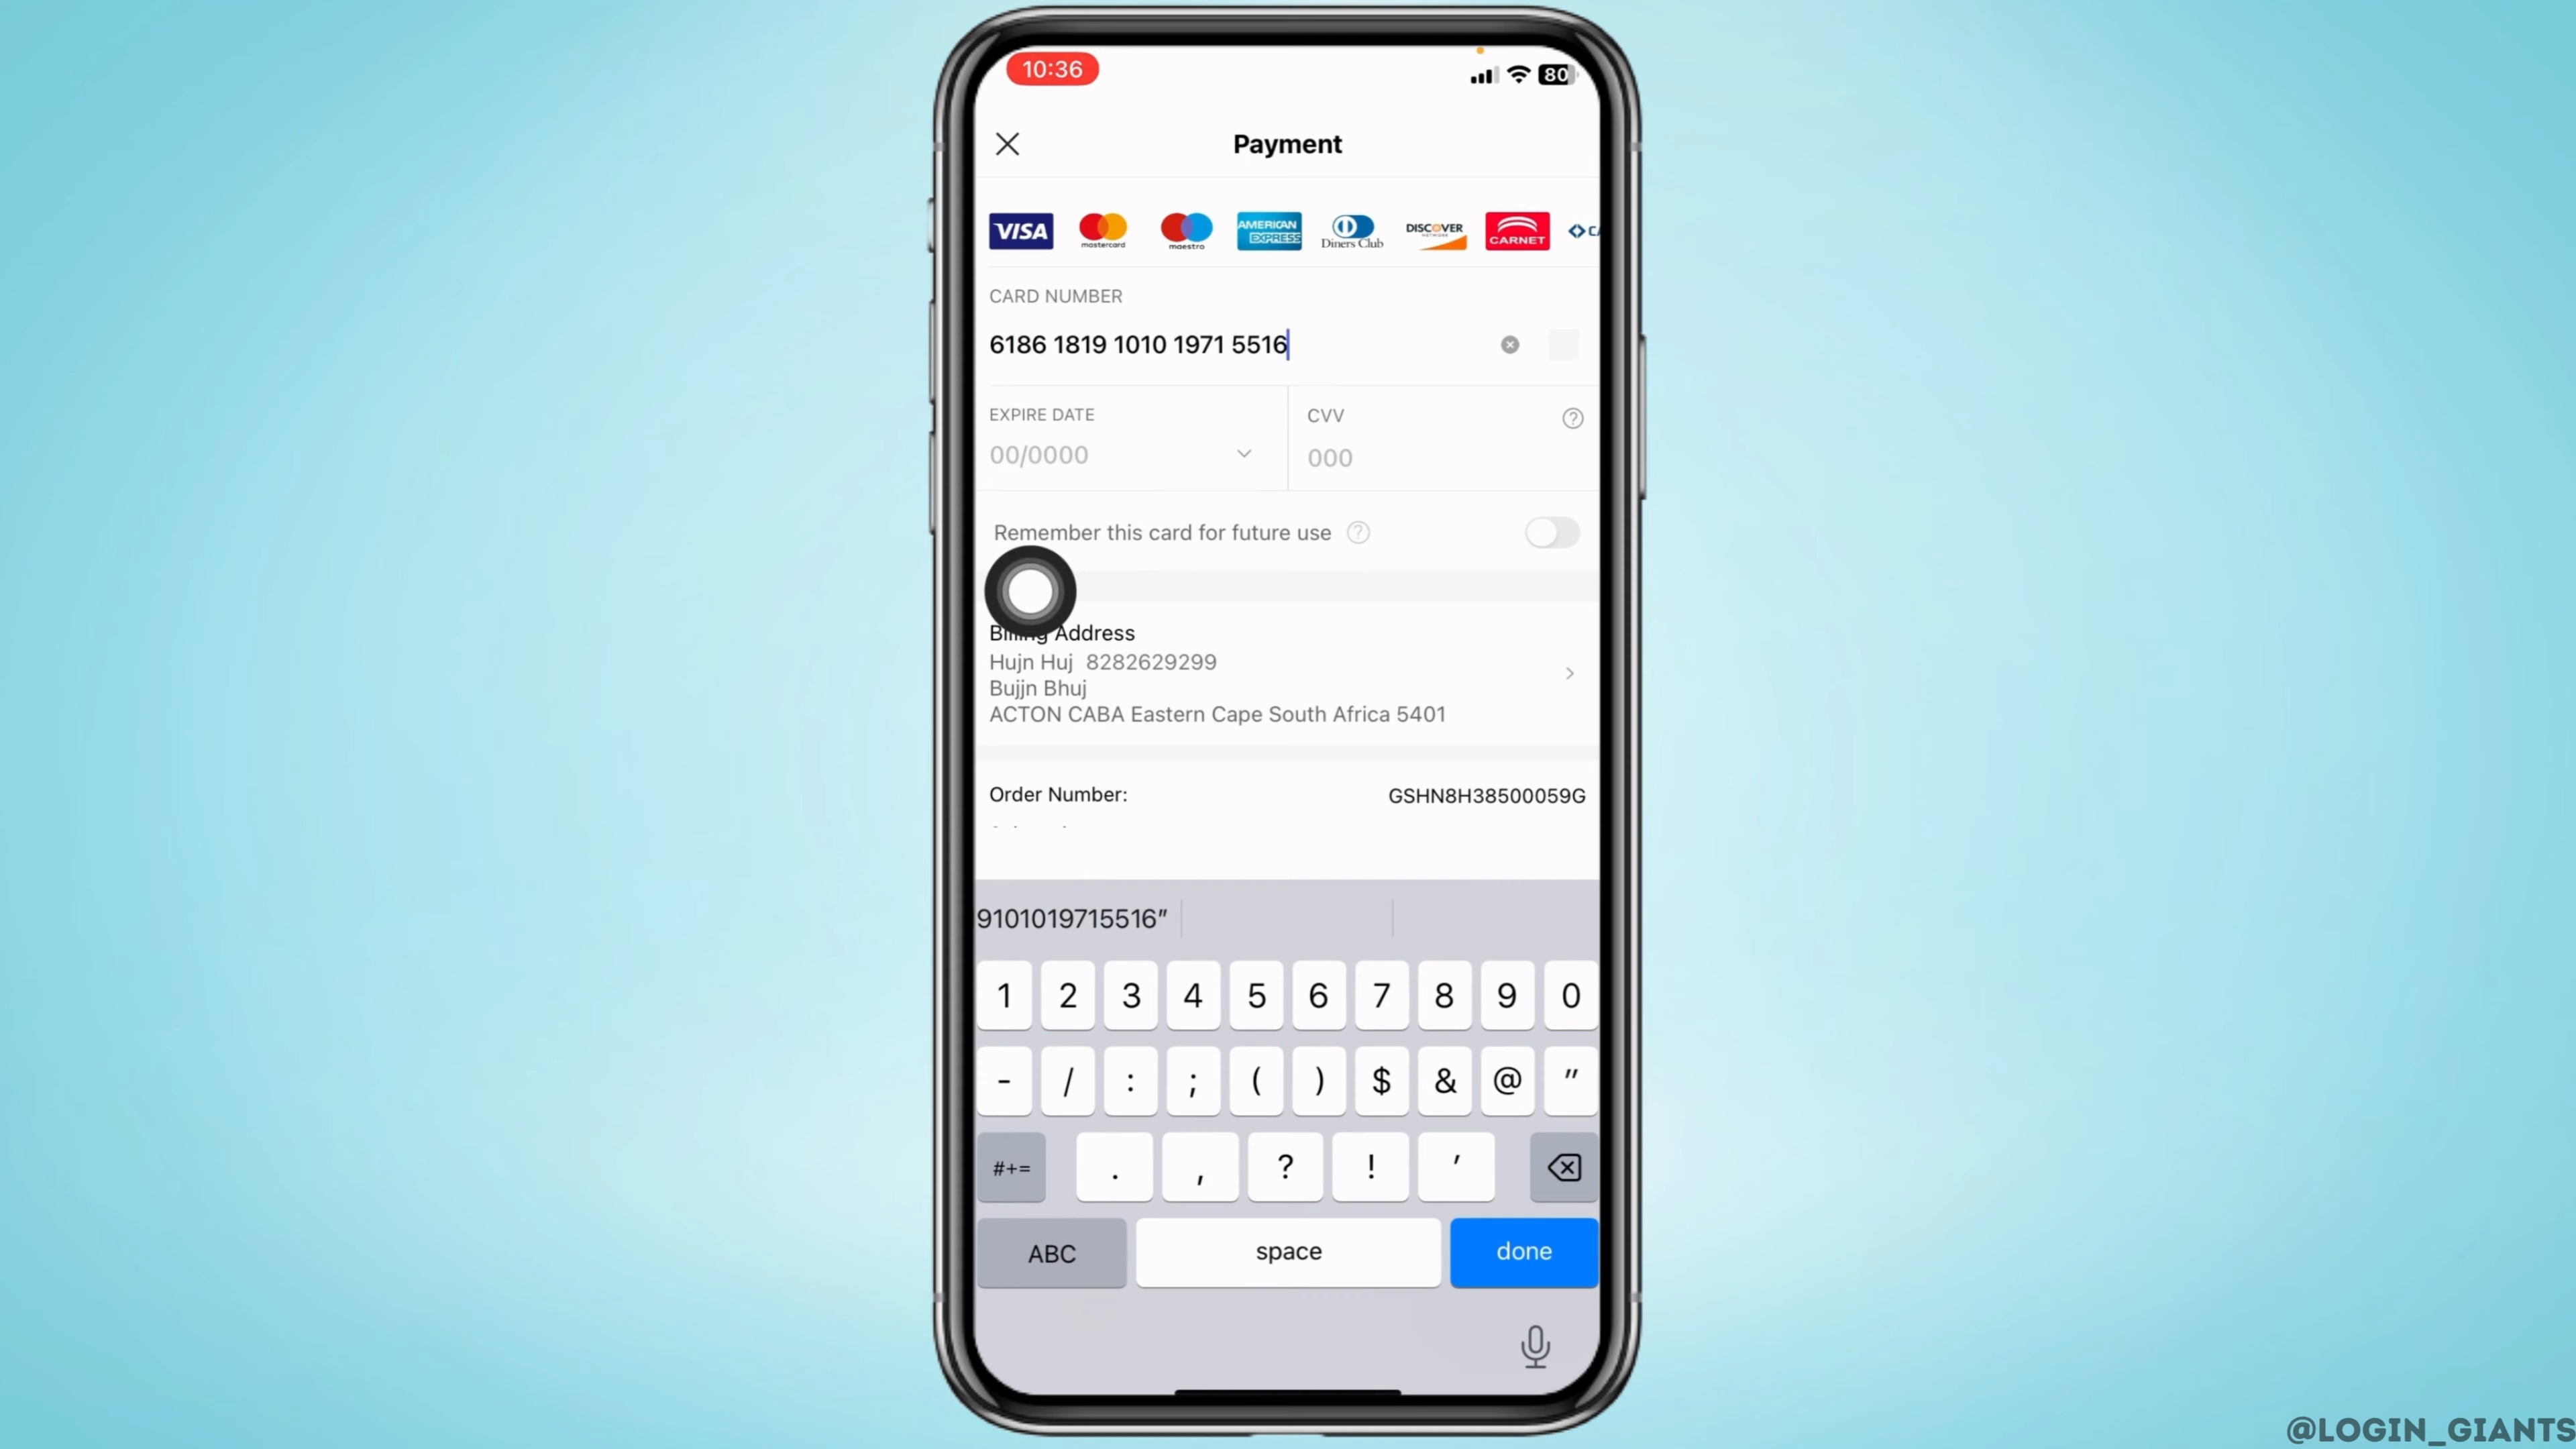 10:36
80
Payment
VISA
mastercard
maestro
AMERICAN EXPRESS
Diners Club
DISCOVER
NETWORK
CARNET
CARD NUMBER
6186 1819 1010 1971 5516
EXPIRE DATE
00/0000
CVV
000
Remember this card for future use
Billing Address
Hujn Huj 8282629299
Bujjn Bhuj
ACTON CABA Eastern Cape South Africa 5401
Order Number: GSHN8H38500059G
9101019715516”
1 2 3 4 5 6 7 8 9 0
- / : ; ( ) $ & @ ”
#+= . , ? ! ’
ABC space done
@LOGIN_GIANTS